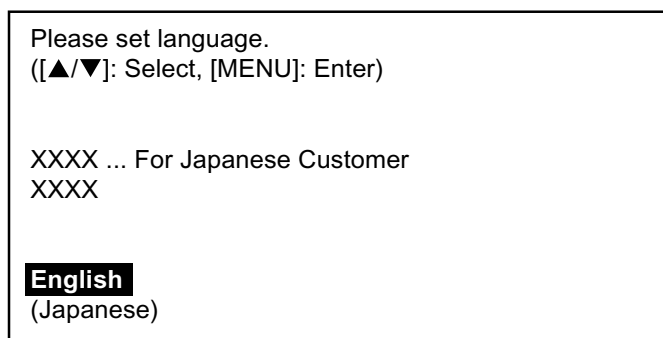 Please set language.
([▲/▼]: Select, [MENU]: Enter)
XXXX ... For Japanese Customer
XXXX
English
(Japanese)